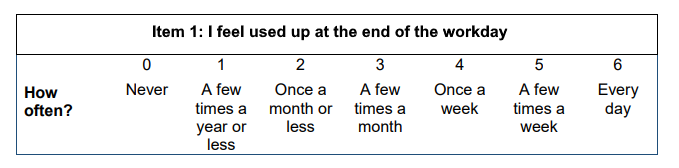 Item 1: I feel used up at the end of the workday
0 1 2 3 4 5 6
How often?
Never
A few times a year or less
Once a month or less
A few times a month
Once a week
A few times a week
Every day